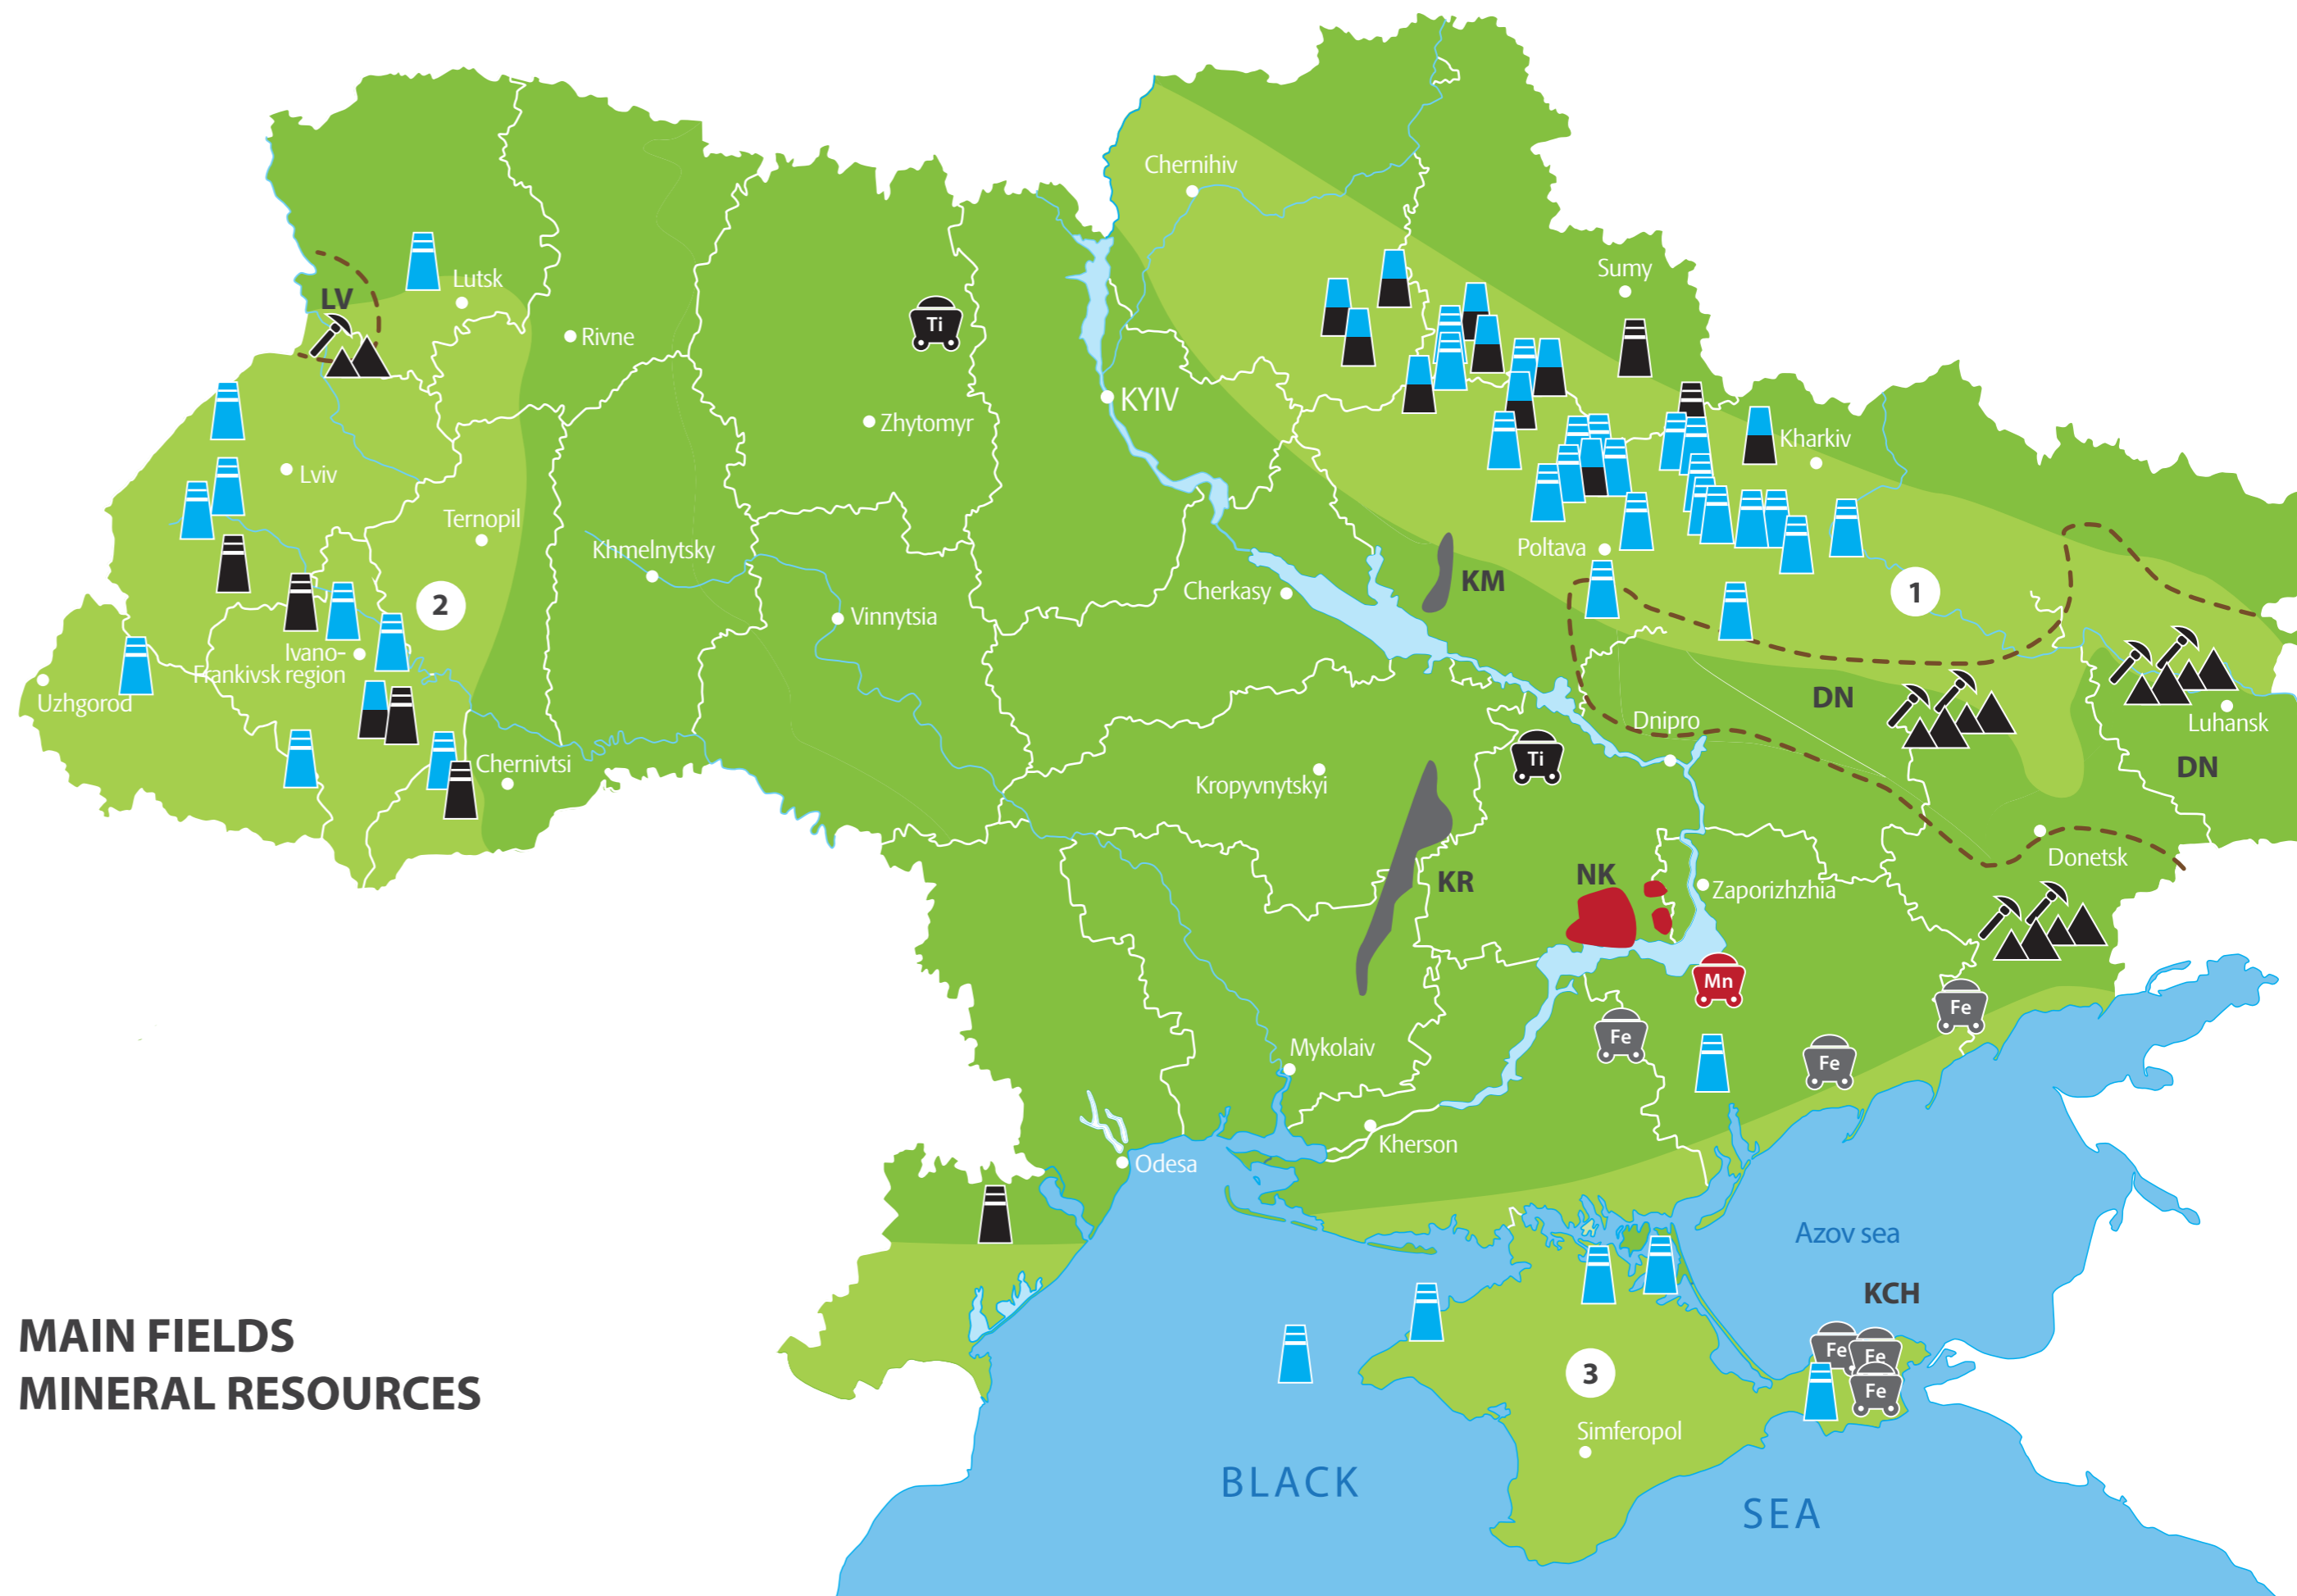 Chernihiv
Sumy
Lutsk
LV
Rivne
Ti
KYIV
Zhytomyr
Kharkiv
Lviv
Ternopil
Khmelnytsky
Poltava
Cherkasy
KM
1
2
Vinnytsia
Ivano-
Frankivsk region
Uzhgorod
Chernivtsi
DN
Luhansk
DN
Dnipro
Ti
Kropyvnytskyi
Donetsk
KR
NK
Zaporizhzhia
Mn
Fe
Fe
Fe
Mykolaiv
Kherson
Odesa
Azov sea
KCH
MAIN FIELDS
MINERAL RESOURCES
Fe
Fe
Fe
3
Simferopol
BLACK
SEA